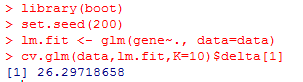 > library(boot)
> set.seed(200)
> lm.fit <- glm(gene~., data=data)
> cv.glm(data,lm.fit,K=10)$delta[1]
[1] 26.29718658